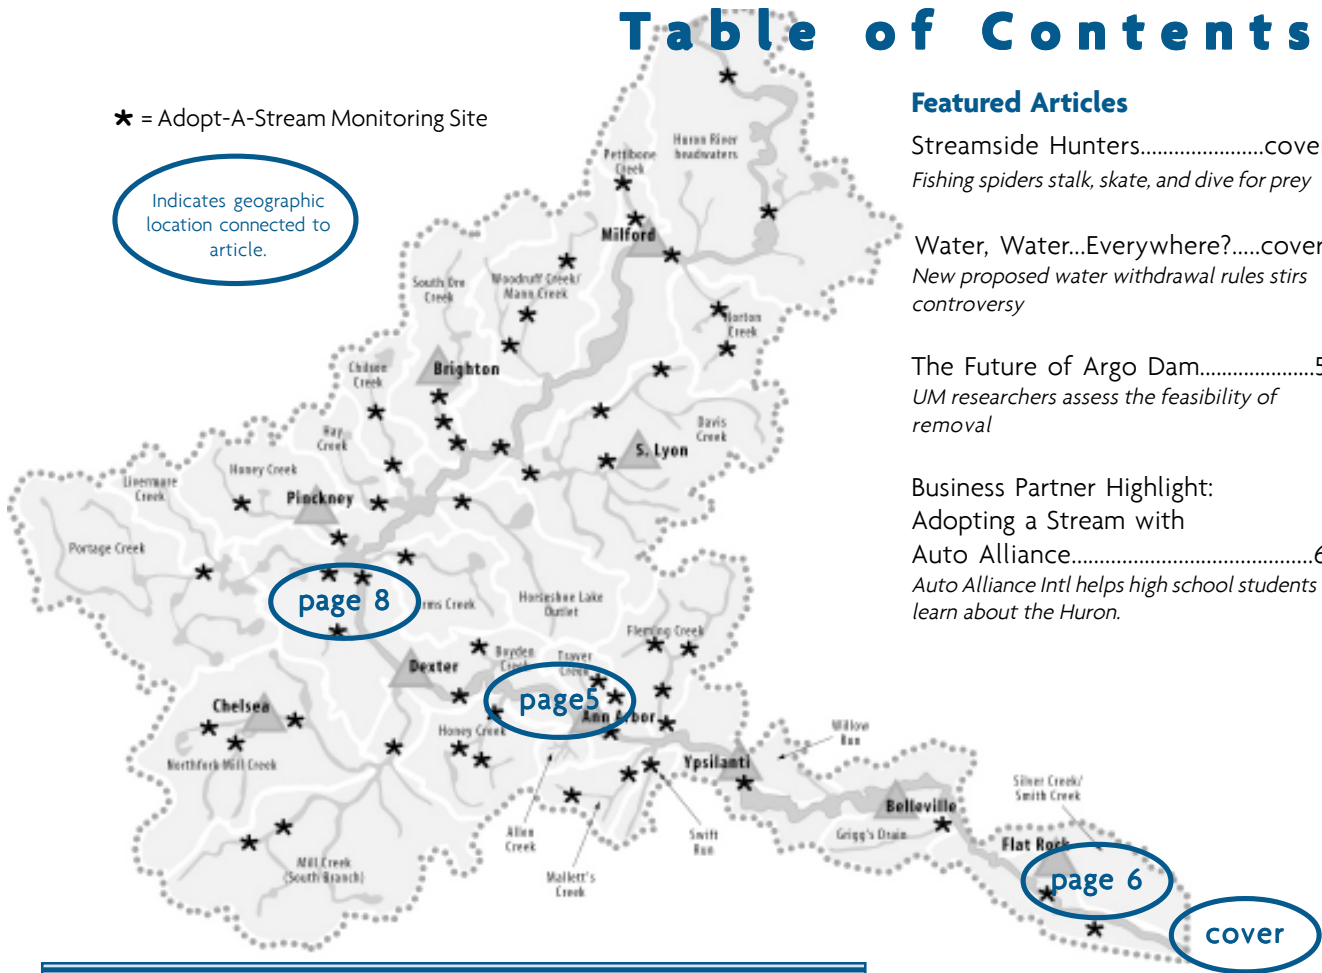 Table of Contents
★ = Adopt-A-Stream Monitoring Site
Indicates geographic
location connected to
article.
Featured Articles
Streamside Hunters......................cove
Fishing spiders stalk, skate, and dive for prey
Water, Water...Everywhere?.....cover
New proposed water withdrawal rules stirs
controversy
The Future of Argo Dam.....................5
UM researchers assess the feasibility of
removal
Business Partner Highlight:
Adopting a Stream with
Auto Alliance............................................6
Auto Alliance Intl helps high school students
learn about the Huron.
Huron River
headwaters
Pettibone
Creek
Milford
South Ore
Creek
Woodruff Creek/
Mann Creek
Norton
Creek
Chilson
Creek
Brighton
Hay
Creek
Davis
Creek
S. Lyon
Livermore
Creek
Honey Creek
Pinckney
Portage Creek
page 8
rms Creek
Horseshoe Lake
Outlet
Fleming Creek
Dexter
Boyden
Creek
Traver
Creek
page5
Ann Arbor
Chelsea
Honey Creek
Northfork Mill Creek
Ypsilanti
Willow
Run
Belleville
Silver Creek/
Smith Creek
Grigg's Drain
Allen
Creek
Swift
Run
Flat Rock
Mill Creek
(South Branch)
Mallett's
Creek
page 6
cover